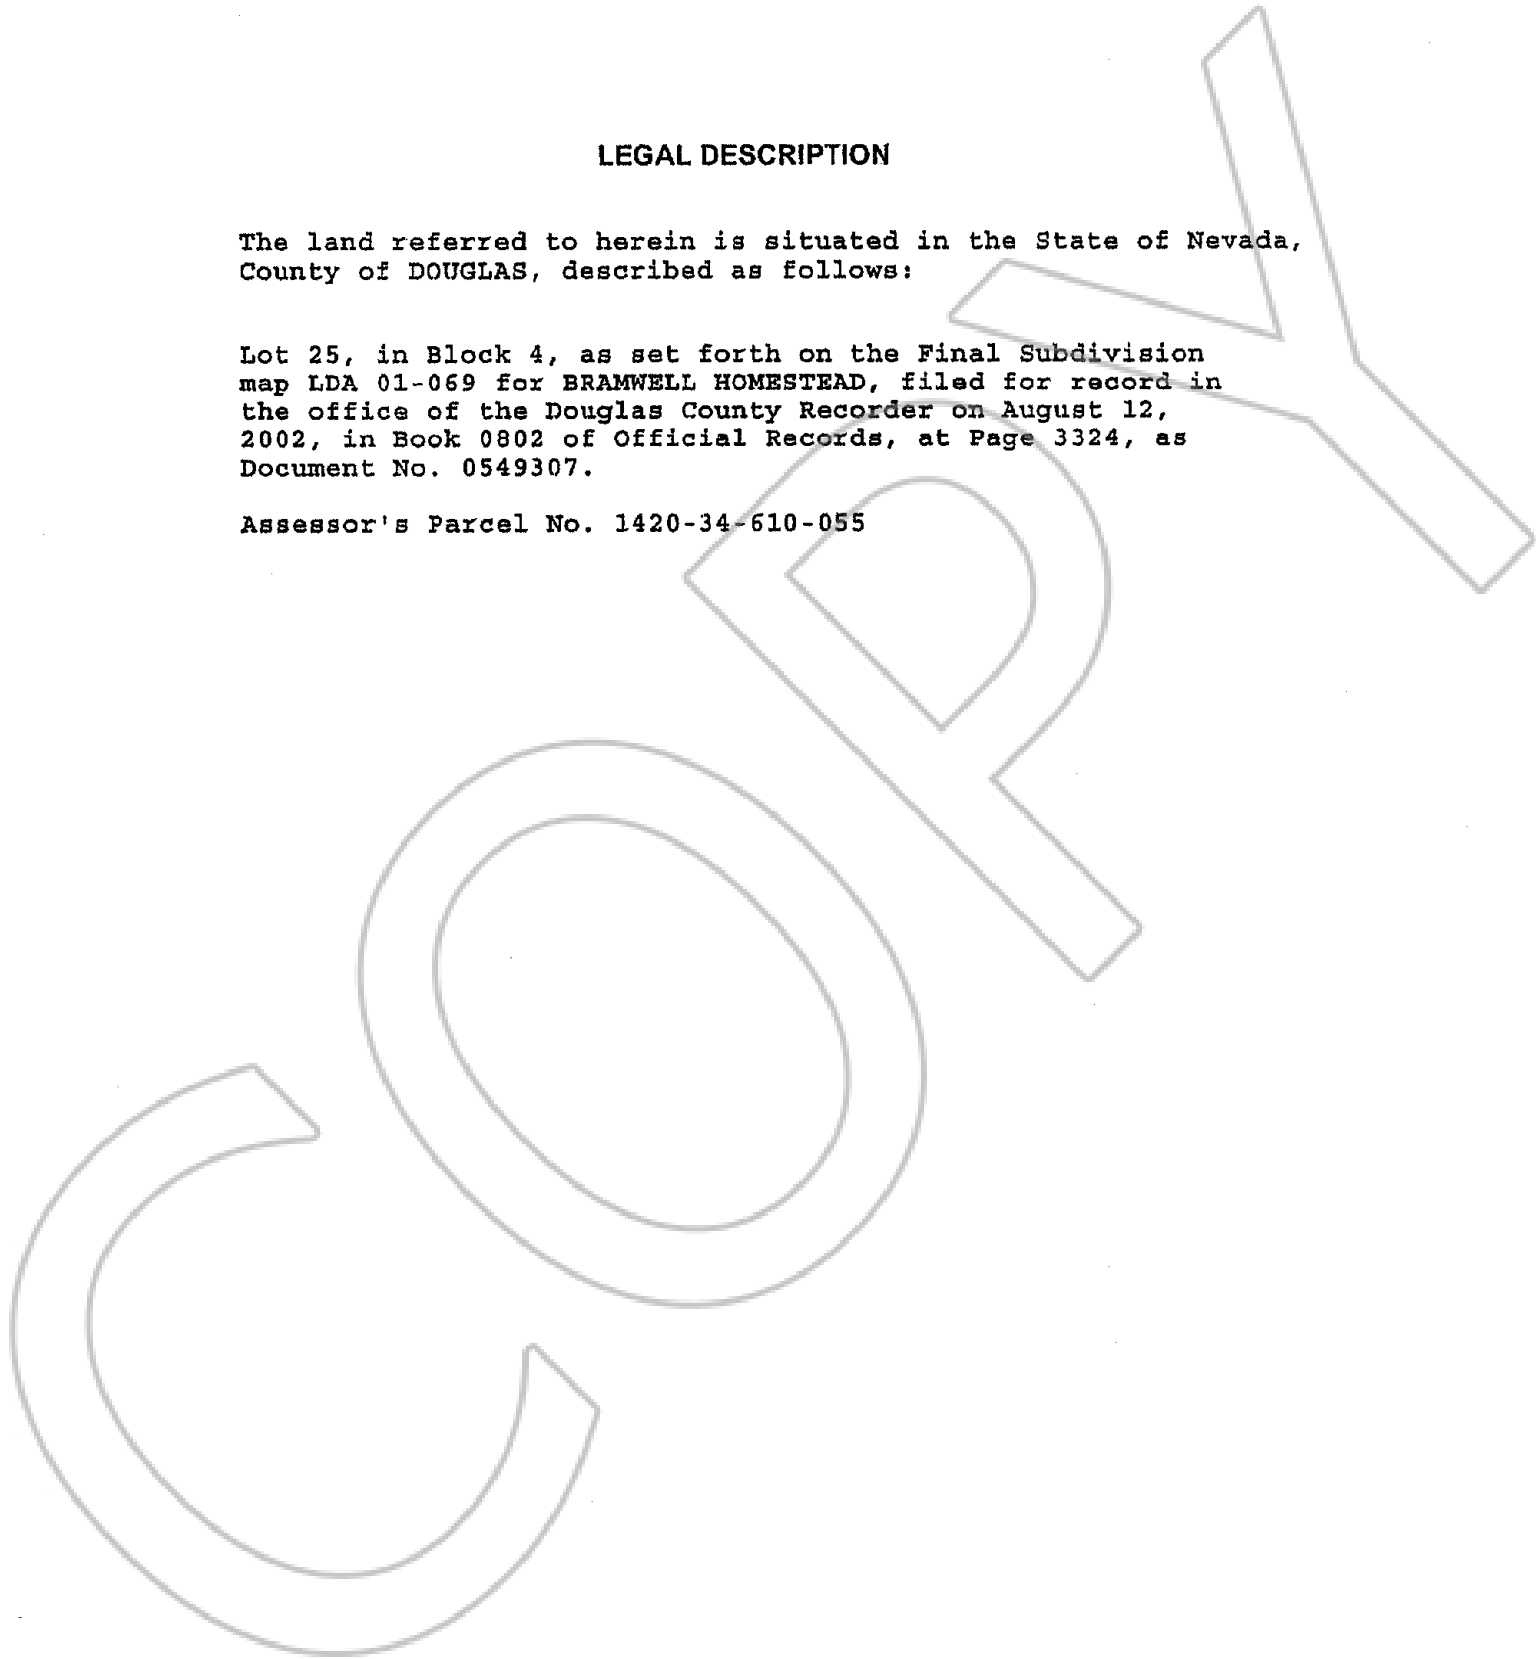 LEGAL DESCRIPTION
The land referred to herein is situated in the State of Nevada,
County of DOUGLAS, described as follows:
Lot 25, in Block 4, as set forth on the Final Subdivision
map LDA 01-069 for BRAMWELL HOMESTEAD, filed for record in
the office of the Douglas County Recorder on August 12,
2002, in Book 0802 of Official Records, at Page 3324, as
Document No. 0549307.
Assessor's Parcel No. 1420-34-610-055
COPY